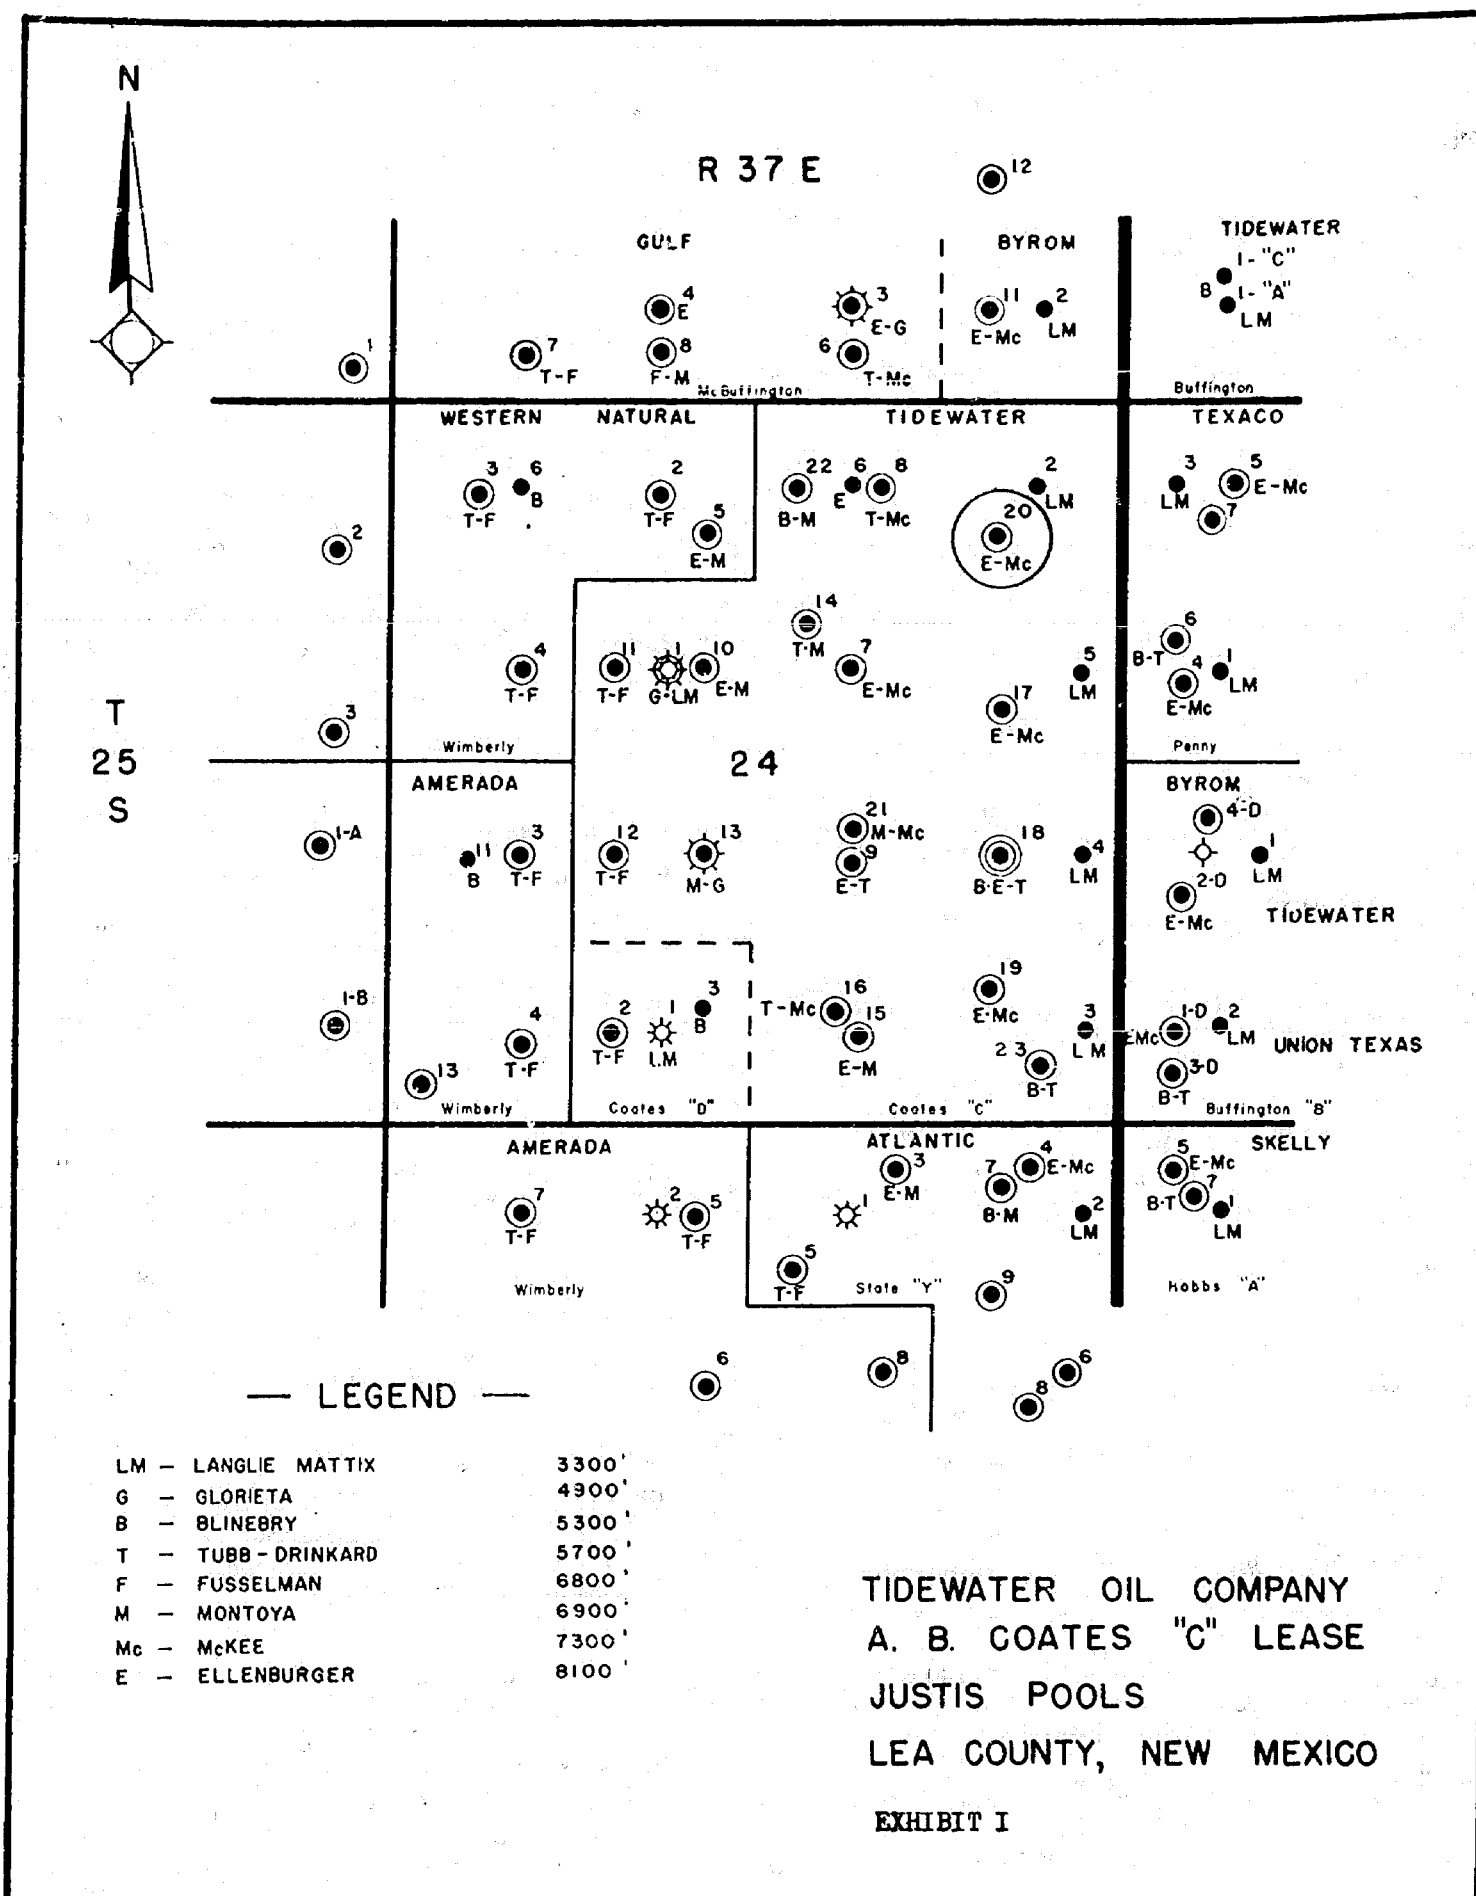 N
R 37 E
12
GULF
BYROM
TIDEWATER
1-"C"
B
1-"A"
LM
4
E
3
E-G
11
E-Mc
2
LM
1
7
T-F
8
F-M
6
T-Mc
McBuffington
Buffington
WESTERN NATURAL
TIDEWATER
TEXACO
3
T-F
6
B
2
T-F
5
E-M
22
B-M
6
E
8
T-Mc
2
LM
20
E-Mc
3
LM
5
E-Mc
7
2
14
T-M
4
T-F
11
T-F
1
G-LM
10
E-M
7
E-Mc
5
LM
17
E-Mc
6
B-T
4
E-Mc
1
LM
T
25
S
3
Wimberly
24
Penny
AMERADA
BYROM
1-A
11
B
3
T-F
12
T-F
13
M-G
21
M-Mc
9
E-T
18
B-E-T
4
LM
4-D
1
LM
2-D
E-Mc
TIDEWATER
1-B
4
T-F
13
2
T-F
1
LM
3
B
T-Mc
16
15
E-M
19
E-Mc
3
LM
23
B-T
EMc
1-D
2
LM
UNION TEXAS
3-D
B-T
Wimberly
Coates "D"
Coates "C"
Buffington "B"
AMERADA
ATLANTIC
SKELLY
7
T-F
2
5
T-F
1
3
E-M
4
E-Mc
7
B-M
2
LM
5
E-Mc
7
B-T
1
LM
5
T-F
Wimberly
State "Y"
9
Hobbs "A"
6
8
6
8
— LEGEND —
LM — LANGLIE MATTIX 3300'
G — GLORIETA 4900'
B — BLINEBRY 5300'
T — TUBB-DRINKARD 5700'
F — FUSSELMAN 6800'
M — MONTOYA 6900'
Mc — McKEE 7300'
E — ELLENBURGER 8100'
TIDEWATER OIL COMPANY
A. B. COATES "C" LEASE
JUSTIS POOLS
LEA COUNTY, NEW MEXICO
EXHIBIT I